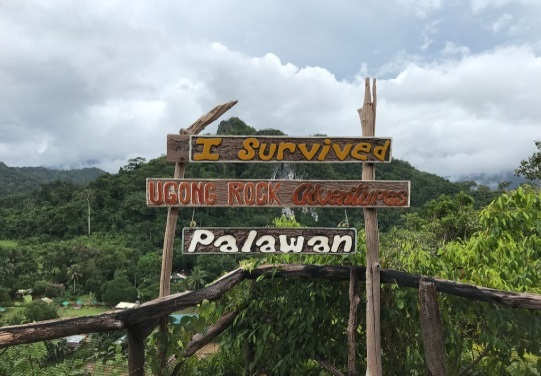 I Survived
UGONG ROCK Adventures
Palawan